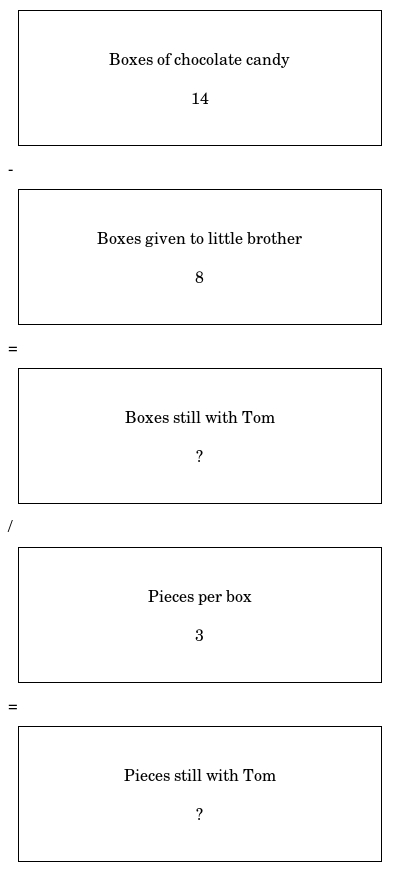 Boxes of chocolate candy
14
-
Boxes given to little brother
8
=
Boxes still with Tom
?
/
Pieces per box
3
=
Pieces still with Tom
?